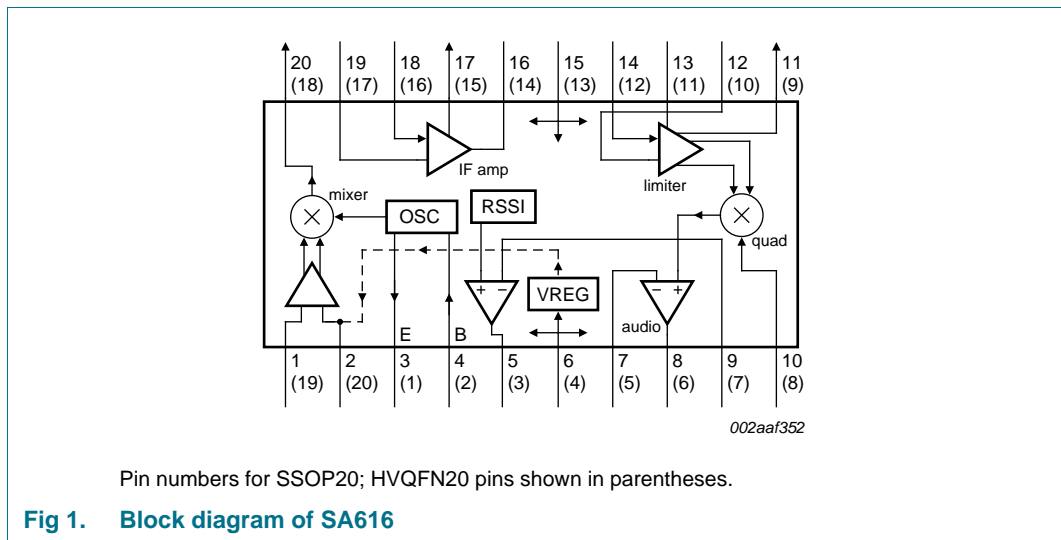 20 19 18 17 16 15 14 13 12 11
(18) (17) (16) (15) (14) (13) (12) (11) (10) (9)
IF amp
limiter
mixer
OSC
RSSI
quad
VREG
+ −
− +
audio
E B
1 2 3 4 5 6 7 8 9 10
(19) (20) (1) (2) (3) (4) (5) (6) (7) (8)
002aaf352
Pin numbers for SSOP20; HVQFN20 pins shown in parentheses.
Fig 1. Block diagram of SA616